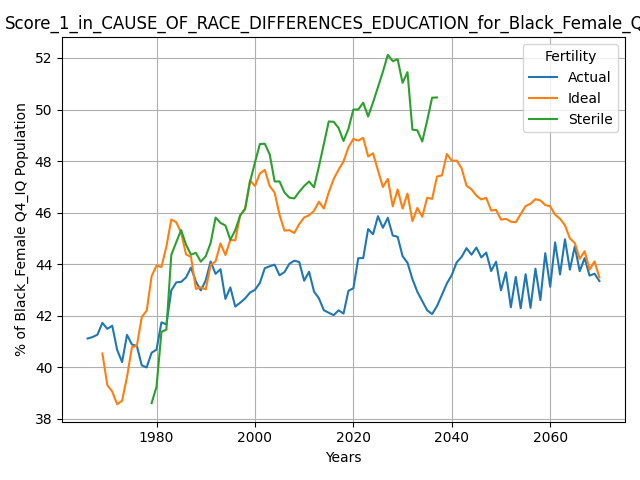 Score_1_in_CAUSE_OF_RACE_DIFFERENCES_EDUCATION_for_Black_Female_Q
Fertility
Actual
Ideal
Sterile
% of Black_Female Q4_IQ Population
52
50
48
46
44
42
40
38
1980 2000 2020 2040 2060
Years